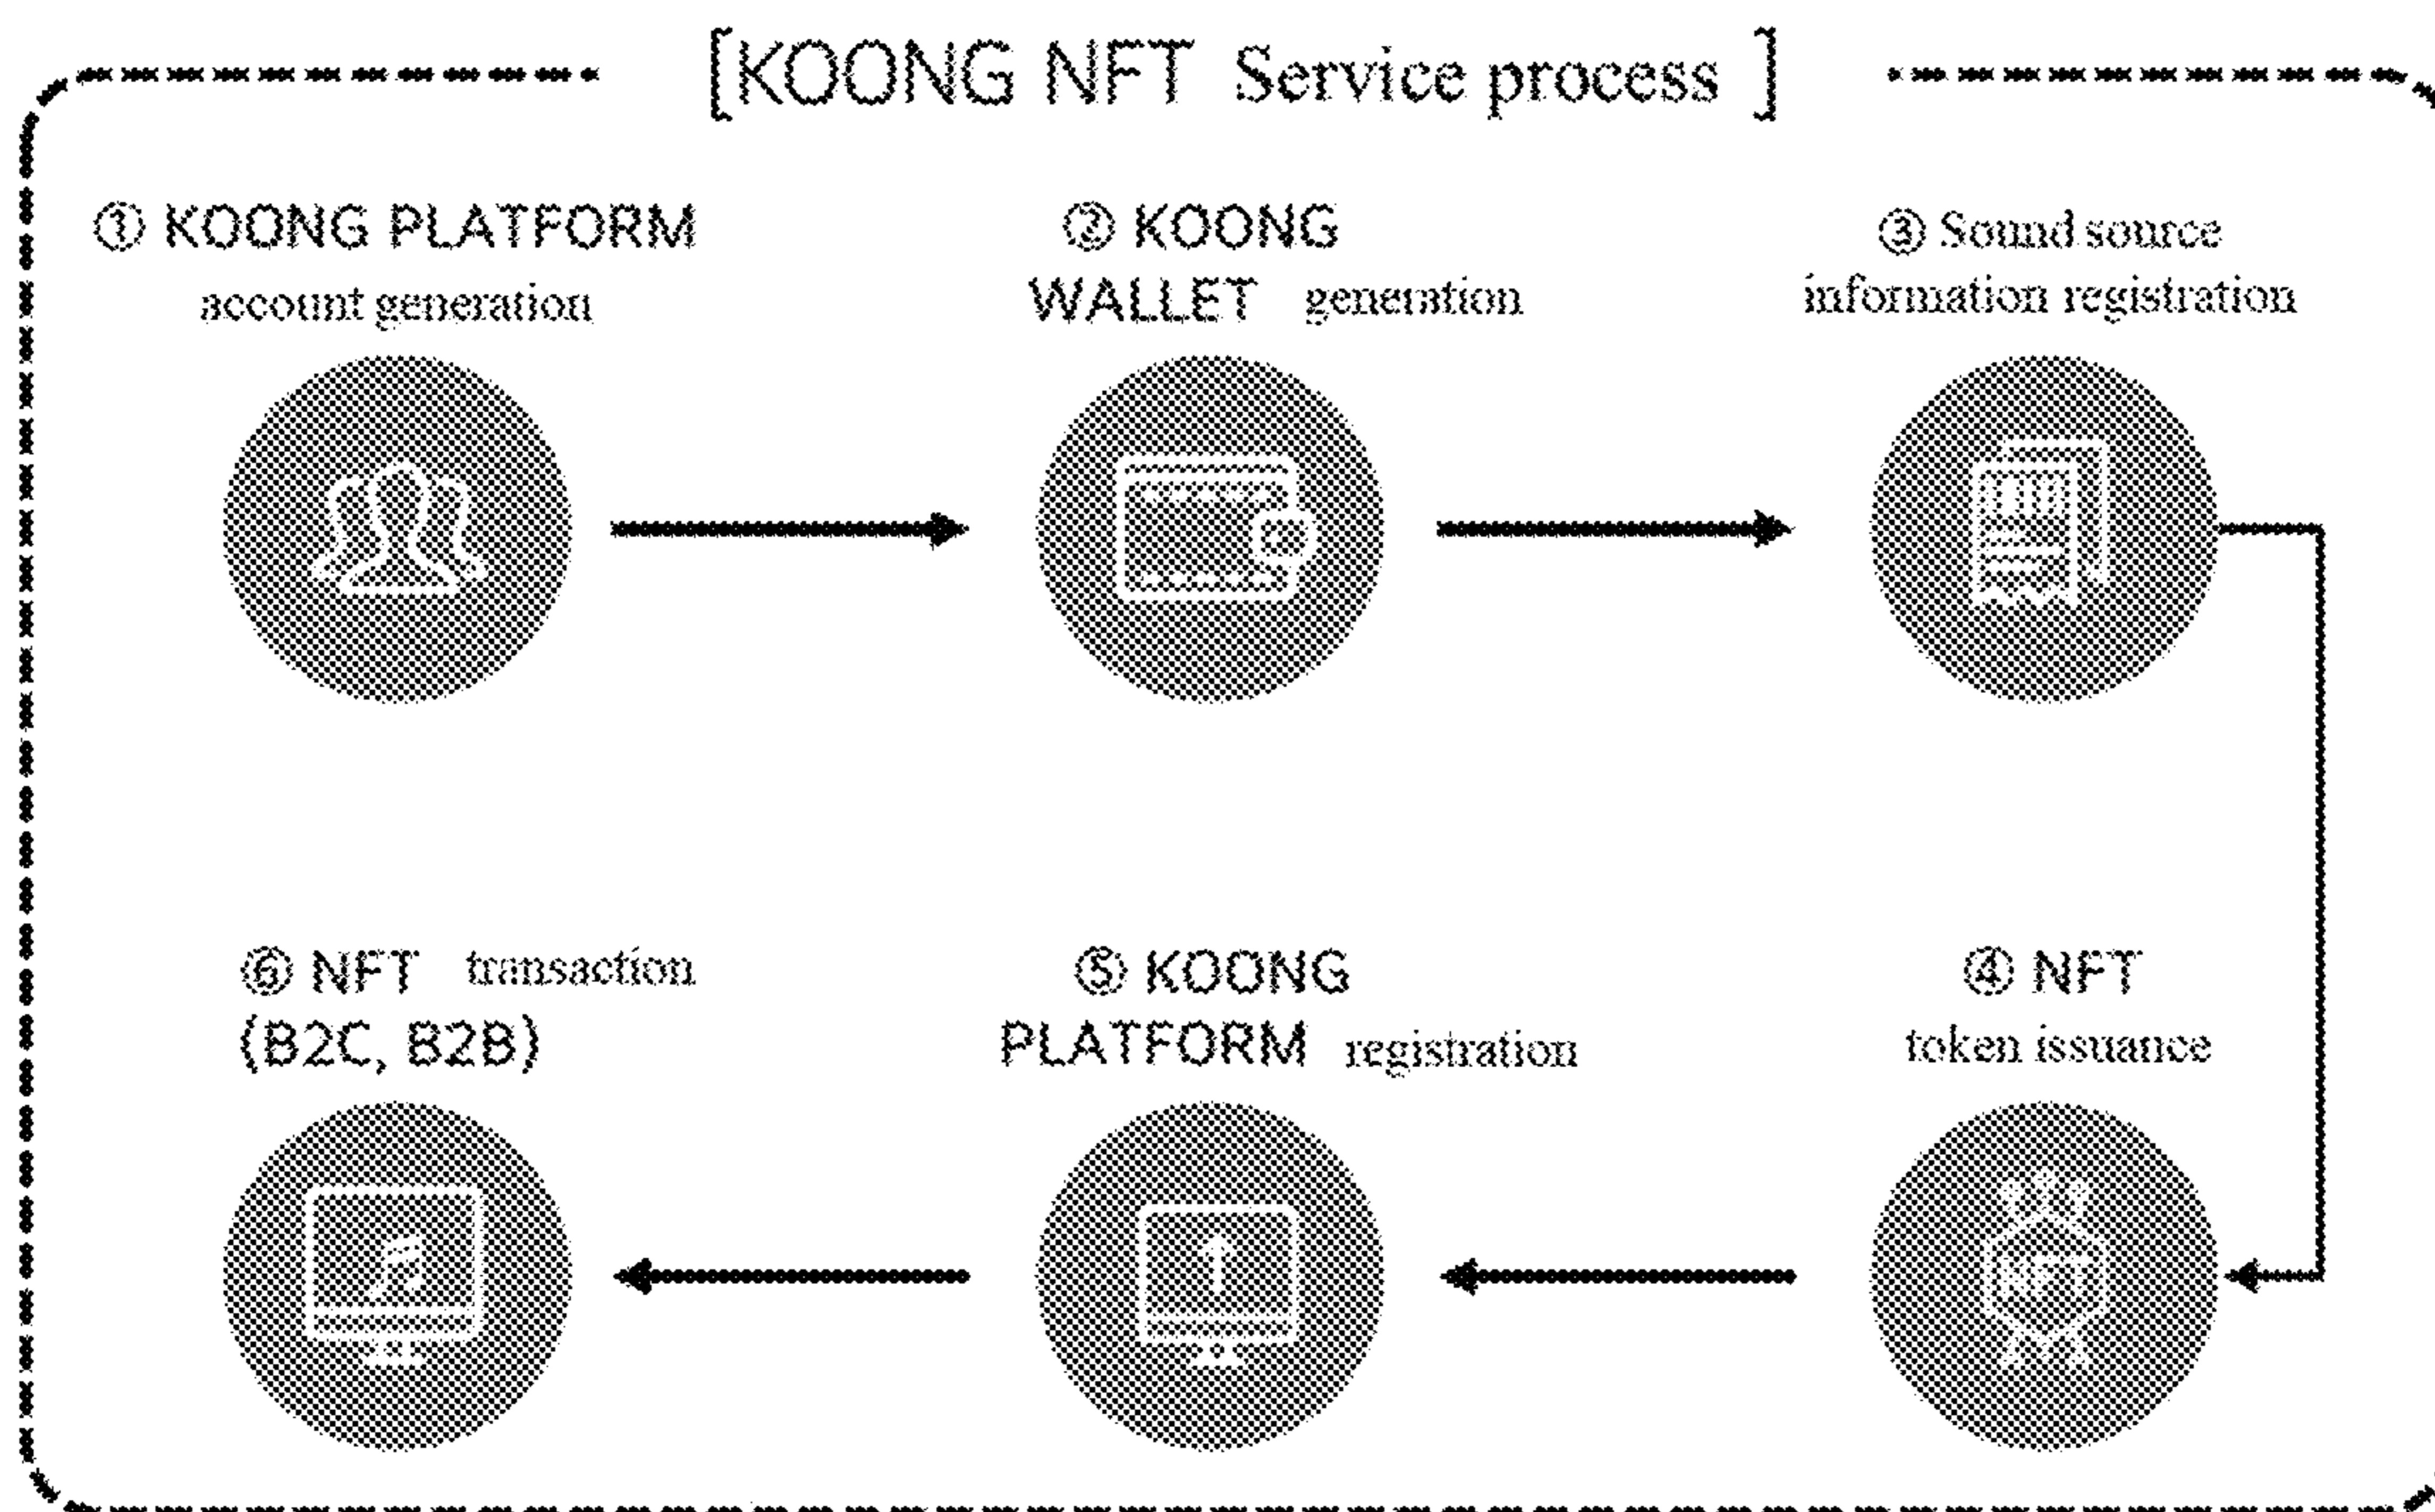 [KOONG NFT Service process ]
① KOONG PLATFORM
account generation
② KOONG
WALLET generation
③ Sound source
information registration
⑥ NFT transaction
(B2C, B2B)
⑤ KOONG
PLATFORM registration
④ NFT
token issuance
NFT